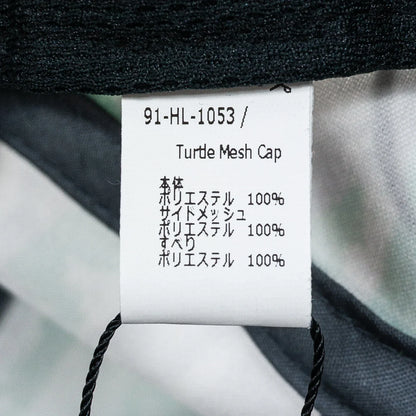 91-HL-1053 /
Turtle Mesh Cap
本体
ポリエステル 100%
サイドメッシュ
ポリエステル 100%
すべり
ポリエステル 100%